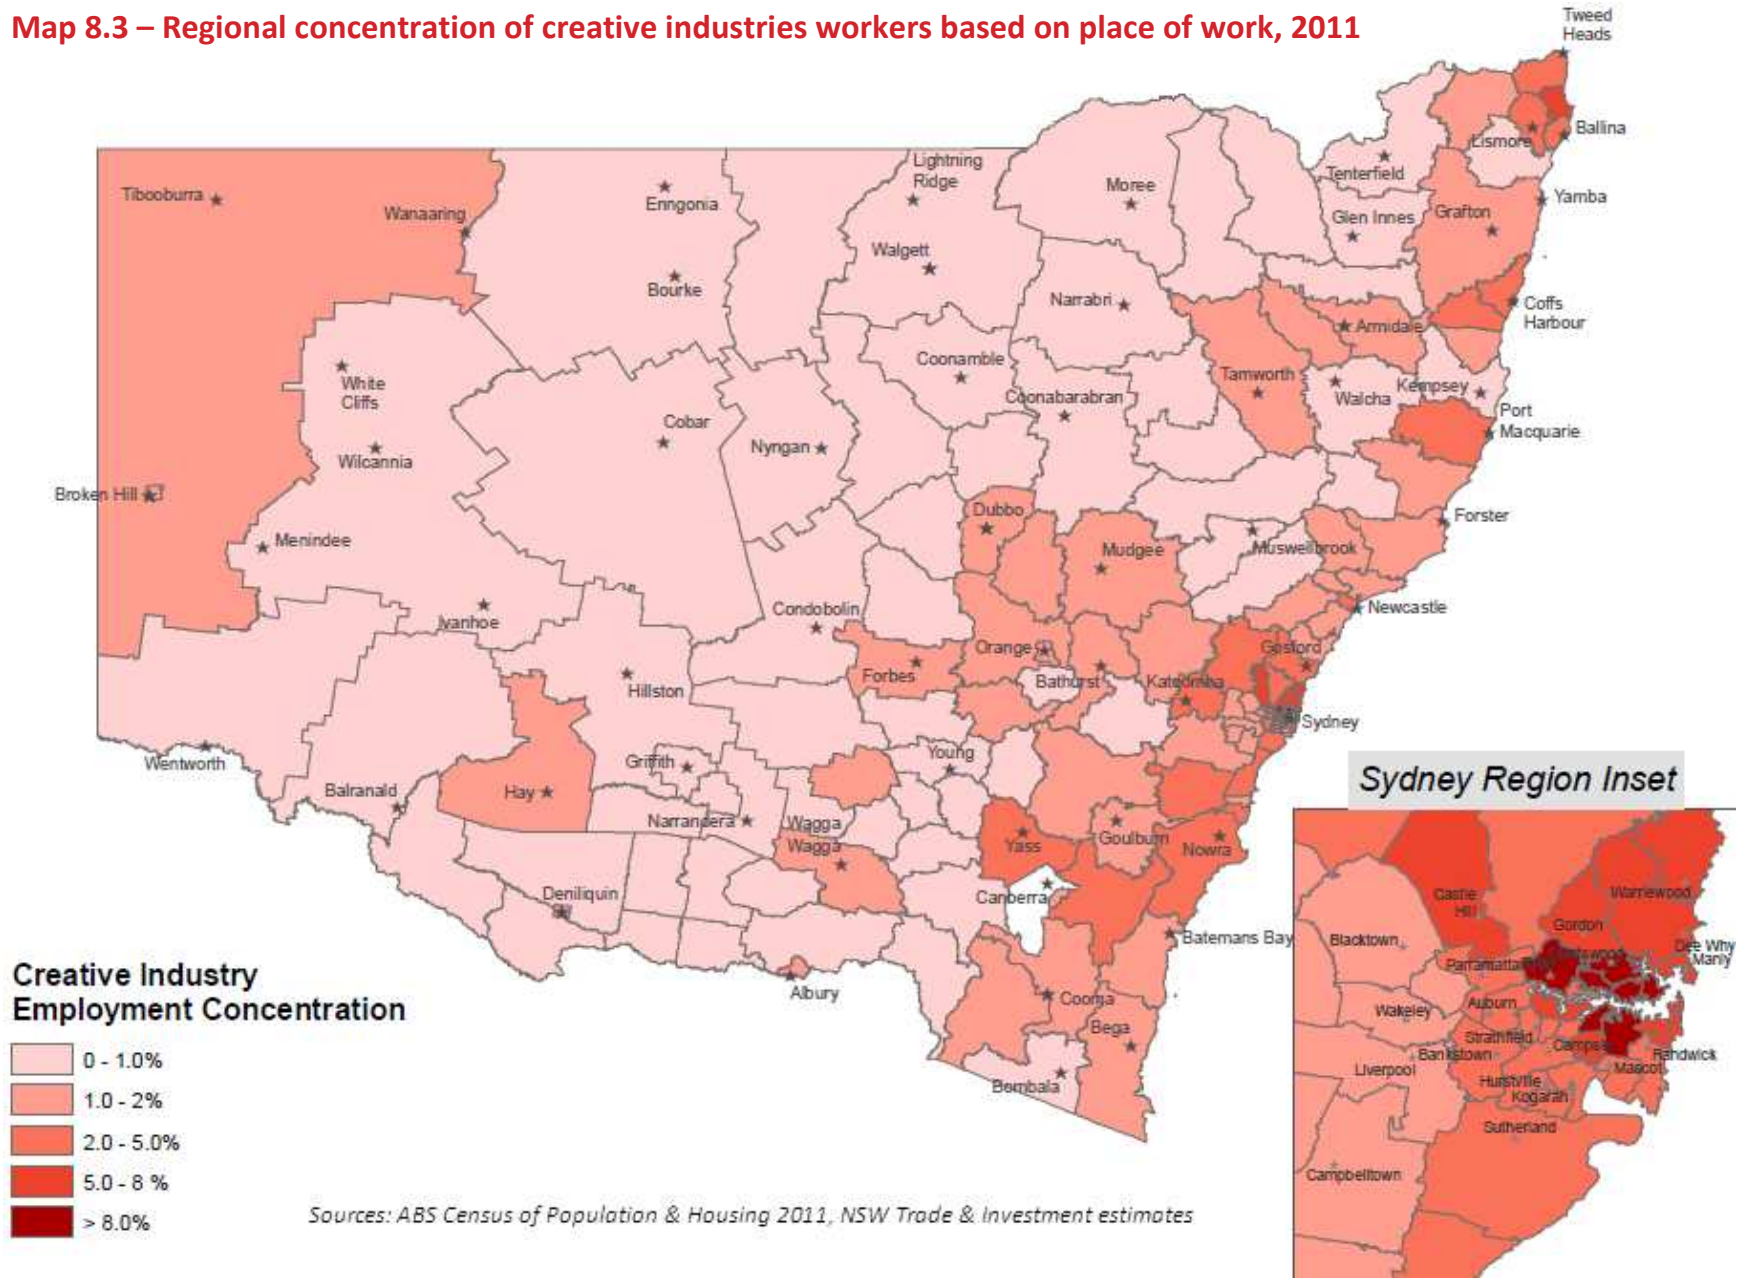 Map 8.3 – Regional concentration of creative industries workers based on place of work, 2011
Tweed
Heads
Ballina
Lismore
Lightning
Ridge
Tenterfield
Tibooburra
Enngonia
Moree
Yamba
Wanaaring
Glen Innes
Grafton
Walgett
Bourke
Narrabri
Coffs
Harbour
Armidale
Coonamble
White
Cliffs
Tamworth
Walcha
Kempsey
Coonabarabran
Port
Macquarie
Cobar
Nyngan
Wilcannia
Broken Hill
Dubbo
Forster
Menindee
Mudgee
Muswellbrook
Condobolin
Newcastle
Ivanhoe
Orange
Gosford
Forbes
Bathurst
Katoomba
Hillston
Sydney
Wentworth
Griffith
Young
Balranald
Hay
Narrandera
Wagga
Wagga
Yass
Goulburn
Nowra
Deniliquin
Canberra
Batemans Bay
Albury
Cooma
Bega
Bombala
Sydney Region Inset
Castle
Hill
Warriewood
Gordon
Blacktown
Dee Why
Manly
Parramatta
Wakeley
Auburn
Strathfield
Campsie
Bankstown
Randwick
Liverpool
Mascot
Hurstville
Kogarah
Sutherland
Campbelltown
Creative Industry
Employment Concentration
0 - 1.0%
1.0 - 2%
2.0 - 5.0%
5.0 - 8 %
> 8.0%
Sources: ABS Census of Population & Housing 2011, NSW Trade & Investment estimates